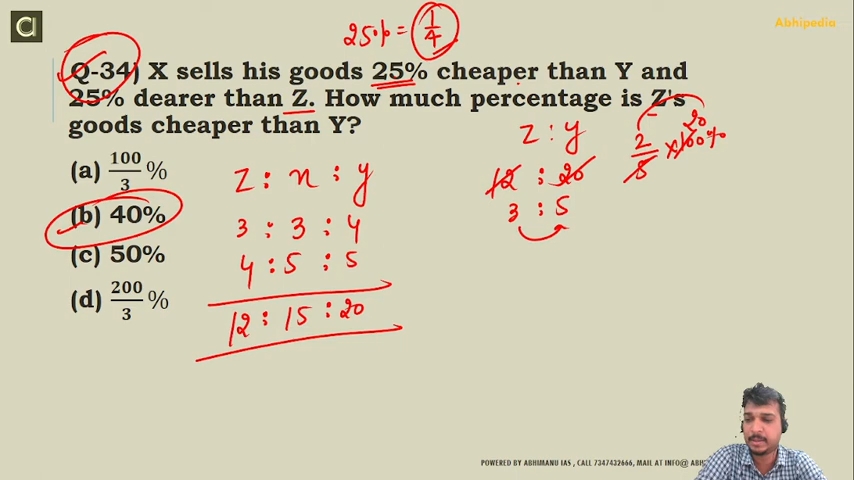 Abhipedia
25% = 1/4
Q-34) X sells his goods 25% cheaper than Y and
25% dearer than Z. How much percentage is Z's
goods cheaper than Y?
(a) 100/3 %
(b) 40%
(c) 50%
(d) 200/3 %
z : x : y
3 : 3 : 4
4 : 5 : 5
12 : 15 : 20
z : y
12 : 20
3 : 5
2/5 × 100%
20
POWERED BY ABHIMANU IAS , CALL 7347432666, MAIL AT INFO@